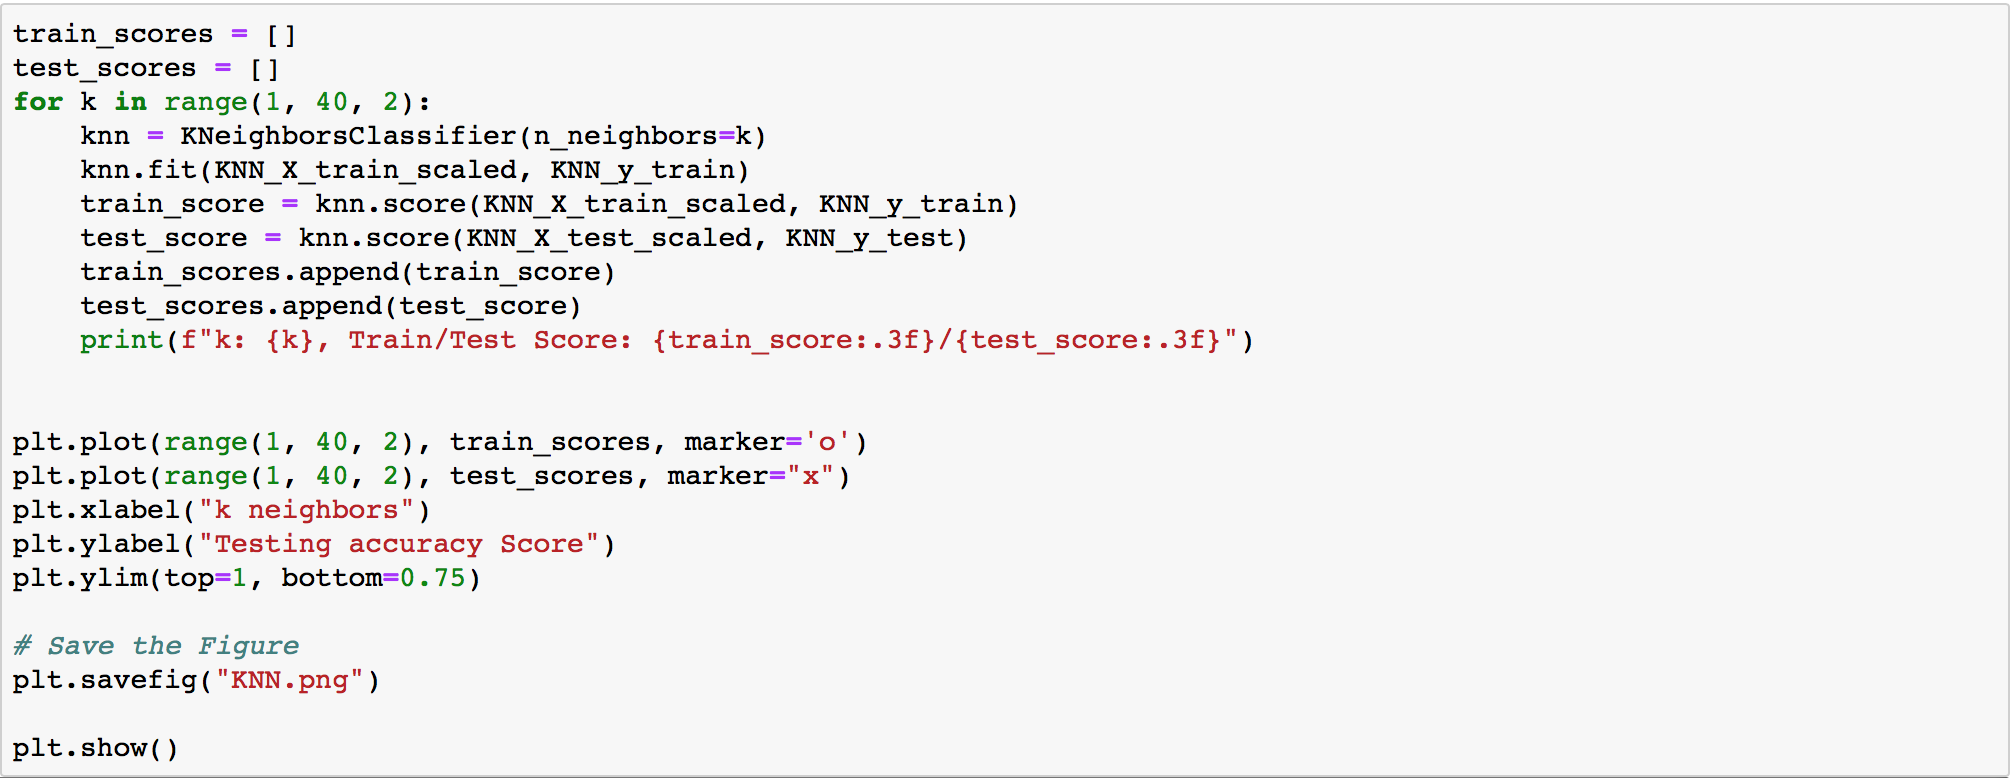 train_scores = []
test_scores = []
for k in range(1, 40, 2):
    knn = KNeighborsClassifier(n_neighbors=k)
    knn.fit(KNN_X_train_scaled, KNN_y_train)
    train_score = knn.score(KNN_X_train_scaled, KNN_y_train)
    test_score = knn.score(KNN_X_test_scaled, KNN_y_test)
    train_scores.append(train_score)
    test_scores.append(test_score)
    print(f"k: {k}, Train/Test Score: {train_score:.3f}/{test_score:.3f}")
plt.plot(range(1, 40, 2), train_scores, marker='o')
plt.plot(range(1, 40, 2), test_scores, marker="x")
plt.xlabel("k neighbors")
plt.ylabel("Testing accuracy Score")
plt.ylim(top=1, bottom=0.75)
# Save the Figure
plt.savefig("KNN.png")
plt.show()